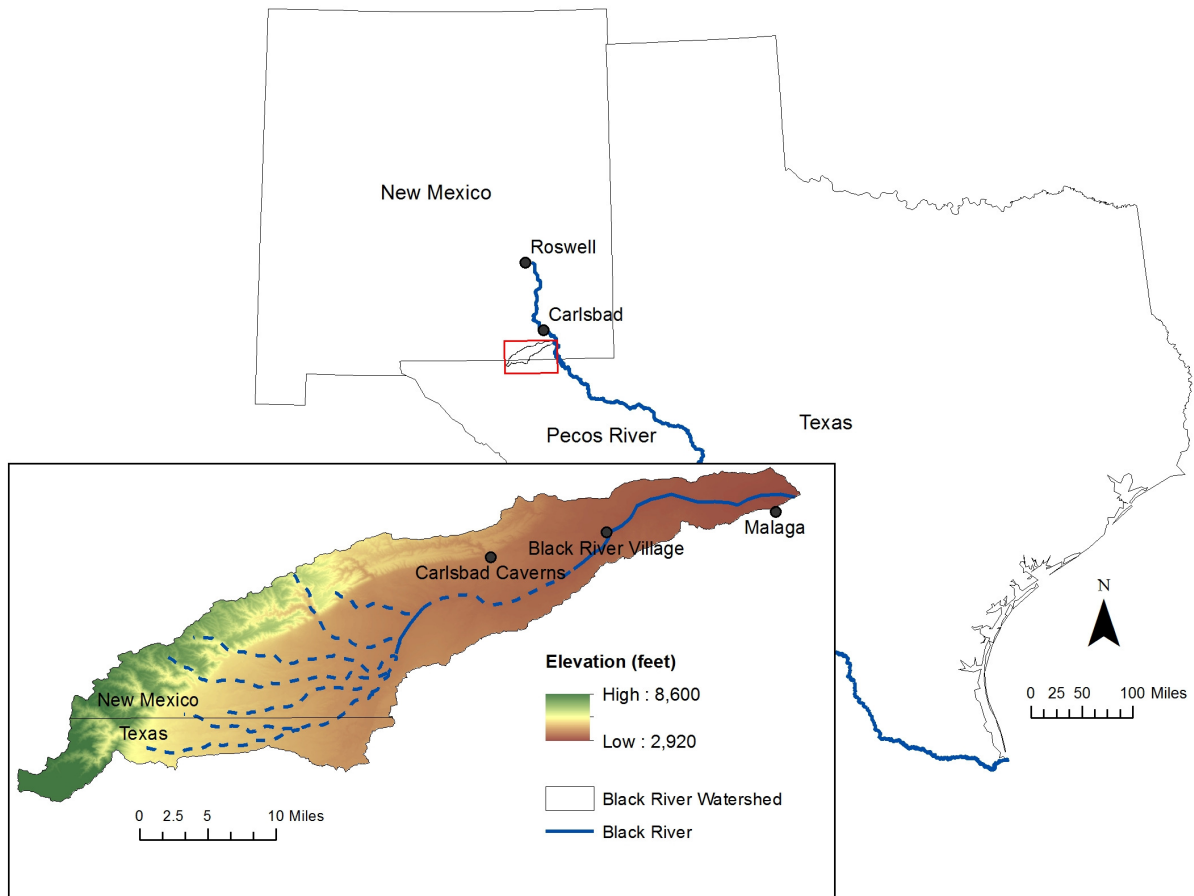 New Mexico
Roswell
Carlsbad
Texas
Pecos River
Malaga
Black River Village
Carlsbad Caverns
N
Elevation (feet)
High : 8,600
Low : 2,920
New Mexico
Texas
0 25 50 100 Miles
Black River Watershed
Black River
0 2.5 5 10 Miles